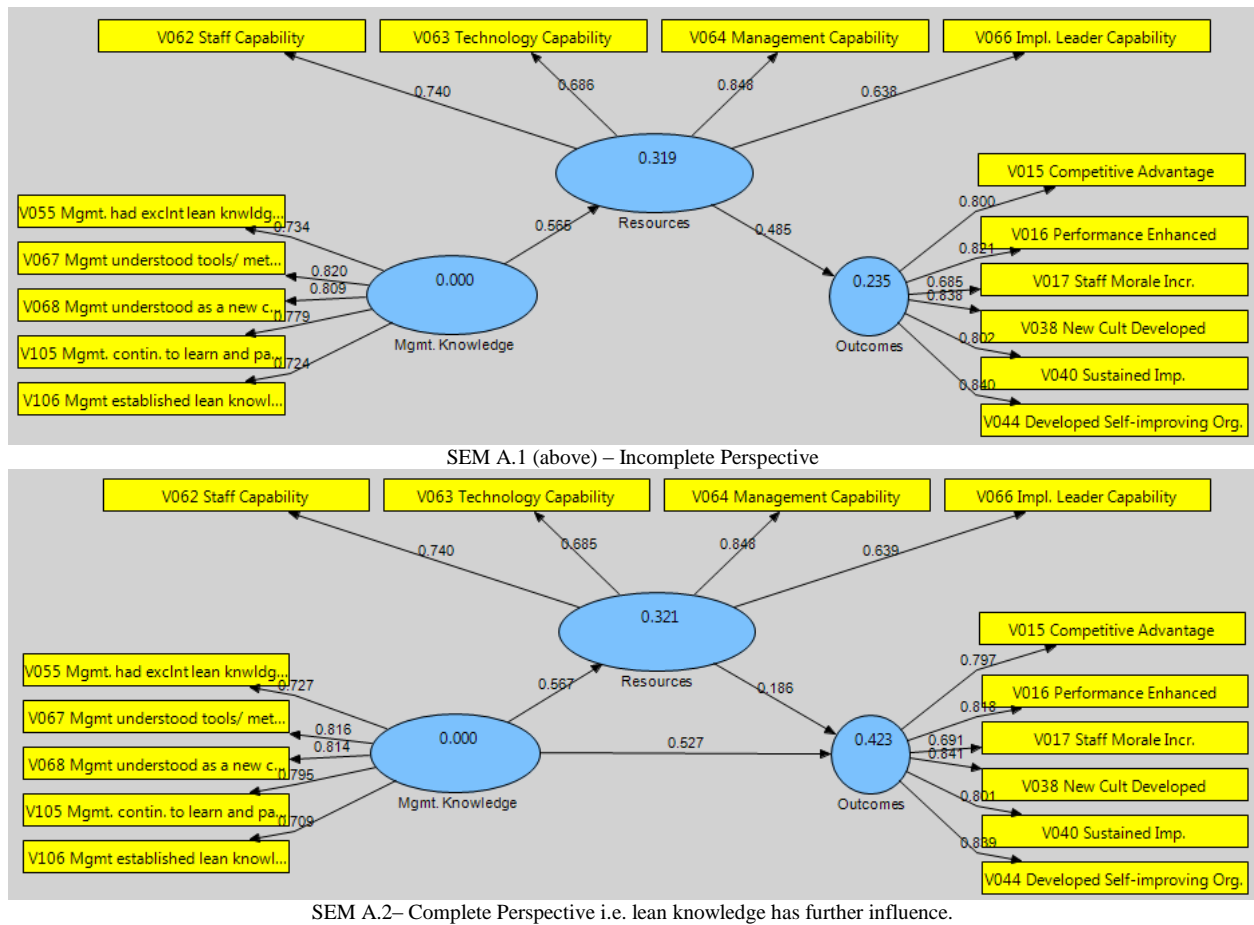 V062 Staff Capability
V063 Technology Capability
V064 Management Capability
V066 Impl. Leader Capability
0.740
0.686
0.848
0.638
0.319
Resources
V015 Competitive Advantage
0.800
V016 Performance Enhanced
0.821
0.685
V017 Staff Morale Incr.
0.838
V038 New Cult Developed
0.802
V040 Sustained Imp.
0.840
V044 Developed Self-improving Org.
V055 Mgmt. had exclnt lean knwldg...
0.734
V067 Mgmt understood tools/ met...
0.820
0.809
V068 Mgmt understood as a new c...
0.779
V105 Mgmt. contin. to learn and pa...
0.724
V106 Mgmt established lean knowl...
0.565
0.485
0.000
Mgmt. Knowledge
0.235
Outcomes
SEM A.1 (above) – Incomplete Perspective
V062 Staff Capability
V063 Technology Capability
V064 Management Capability
V066 Impl. Leader Capability
0.740
0.685
0.848
0.639
0.321
Resources
V015 Competitive Advantage
0.797
V016 Performance Enhanced
0.818
0.691
V017 Staff Morale Incr.
0.841
V038 New Cult Developed
0.801
V040 Sustained Imp.
0.839
V044 Developed Self-improving Org.
V055 Mgmt. had exclnt lean knwldg...
0.727
V067 Mgmt understood tools/ met...
0.816
0.814
V068 Mgmt understood as a new c...
0.795
V105 Mgmt. contin. to learn and pa...
0.709
V106 Mgmt established lean knowl...
0.567
0.186
0.527
0.000
Mgmt. Knowledge
0.423
Outcomes
SEM A.2– Complete Perspective i.e. lean knowledge has further influence.